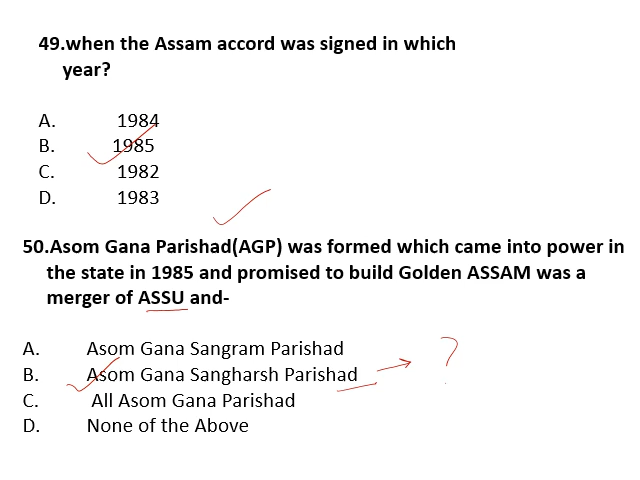 49.when the Assam accord was signed in which
year?
A. 1984
B. 1985
C. 1982
D. 1983
50.Asom Gana Parishad(AGP) was formed which came into power in
the state in 1985 and promised to build Golden ASSAM was a
merger of ASSU and-
A. Asom Gana Sangram Parishad
B. Asom Gana Sangharsh Parishad
?
C. All Asom Gana Parishad
D. None of the Above